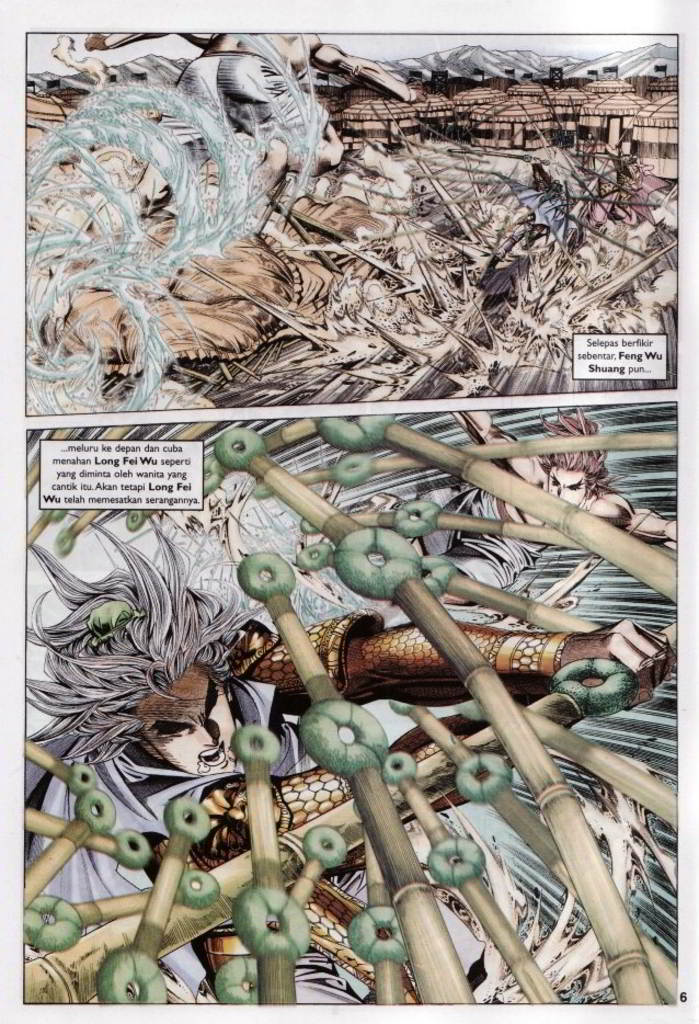 Selepas berfikir
sebentar, Feng Wu
Shuang pun...
...meluru ke depan dan cuba
menahan Long Fei Wu seperti
yang diminta oleh wanita yang
cantik itu. Akan tetapi Long Fei
Wu telah memesatkan serangannya.
6